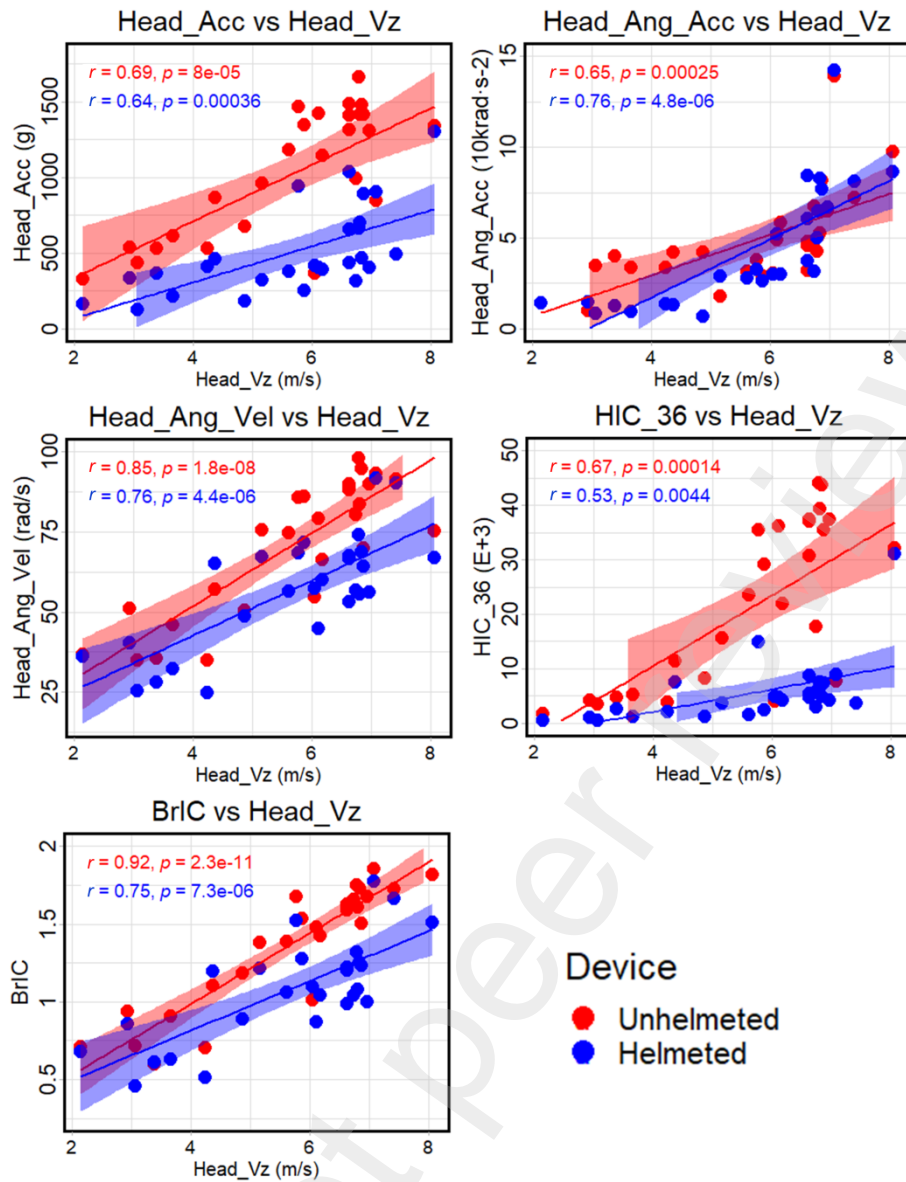 Head_Acc vs Head_Vz
r = 0.69, p = 8e-05
r = 0.64, p = 0.00036
Head_Acc (g)
0
500
1000
1500
2
4
6
8
Head_Vz (m/s)
Head_Ang_Acc vs Head_Vz
r = 0.65, p = 0.00025
r = 0.76, p = 4.8e-06
Head_Ang_Acc (10krad·s-2)
0
5
10
15
2
4
6
8
Head_Vz (m/s)
Head_Ang_Vel vs Head_Vz
r = 0.85, p = 1.8e-08
r = 0.76, p = 4.4e-06
Head_Ang_Vel (rad/s)
25
50
75
100
2
4
6
8
Head_Vz (m/s)
HIC_36 vs Head_Vz
r = 0.67, p = 0.00014
r = 0.53, p = 0.0044
HIC_36 (E+3)
0
10
20
30
40
50
2
4
6
8
Head_Vz (m/s)
BrIC vs Head_Vz
r = 0.92, p = 2.3e-11
r = 0.75, p = 7.3e-06
BrIC
0.5
1
1.5
2
2
4
6
8
Head_Vz (m/s)
Device
Unhelmeted
Helmeted
peer review